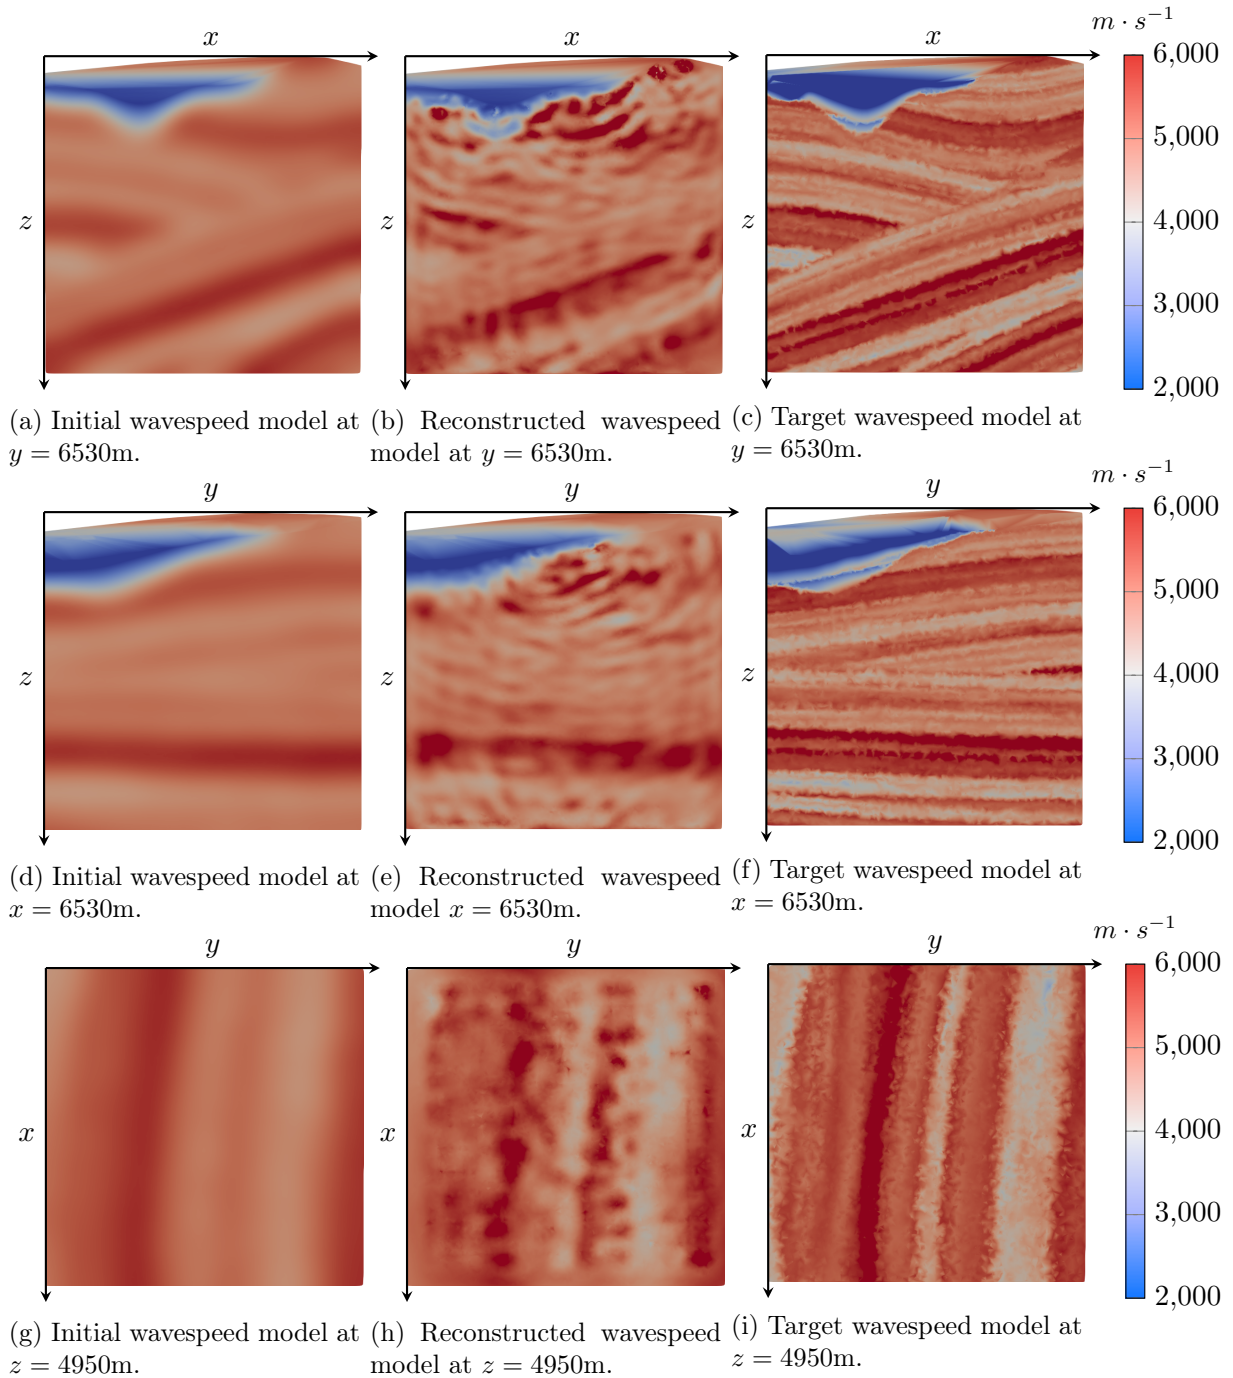 x
x
x
m · s⁻¹
6,000
5,000
4,000
3,000
2,000
z
z
z
(a) Initial wavespeed model at
y = 6530m.
(b) Reconstructed wavespeed
model at y = 6530m.
(c) Target wavespeed model at
y = 6530m.
y
y
y
m · s⁻¹
6,000
5,000
4,000
3,000
2,000
z
z
z
(d) Initial wavespeed model at
x = 6530m.
(e) Reconstructed wavespeed
model x = 6530m.
(f) Target wavespeed model at
x = 6530m.
y
y
y
m · s⁻¹
6,000
5,000
4,000
3,000
2,000
x
x
x
(g) Initial wavespeed model at
z = 4950m.
(h) Reconstructed wavespeed
model at z = 4950m.
(i) Target wavespeed model at
z = 4950m.